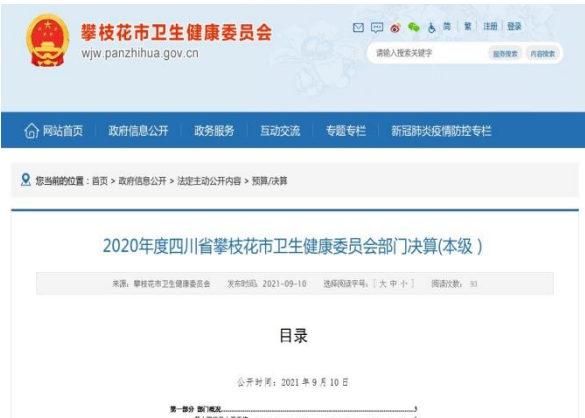 攀枝花市卫生健康委员会
wjw.panzhihua.gov.cn
简 繁 注册 登录
请输入搜索关键字 服务搜索 内容搜索
网站首页 政府信息公开 政务服务 互动交流 专题专栏 新冠肺炎疫情防控专栏
您当前的位置：首页 > 政府信息公开 > 法定主动公开内容 > 预算/决算
2020年度四川省攀枝花市卫生健康委员会部门决算(本级）
来源：攀枝花市卫生健康委员会 发布时间：2021-09-10 选择阅读字号：[ 大 中 小 ] 阅读次数：
目录
公开时间：2021年9月10日
第一部分 部门概况